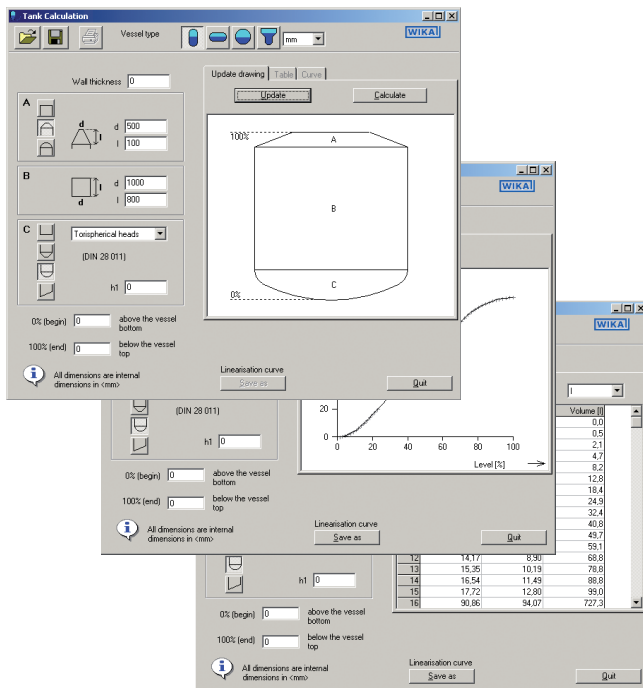 Tank Calculation
Vessel type
mm
WIKAI
Wall thickness 0
Update drawing Table Curve
Update Calculate
A
d
l
d 500
l 100
B
l
d
d 1000
l 800
C
Torispherical heads
(DIN 28 011)
h1 0
100%
A
B
C
0%
0% (begin) 0 above the vessel
bottom
100% (end) 0 below the vessel
top
All dimensions are internal
dimensions in <mm>
Linearisation curve
Save as
Quit
WIKAI
(DIN 28 011)
h1 0
20
0
0 20 40 60 80 100
Level [%]
0% (begin) 0 above the vessel
bottom
100% (end) 0 below the vessel
top
All dimensions are internal
dimensions in <mm>
Linearisation curve
Save as
Quit
WIKAI
l
Volume [l]
0,0
0,5
2,1
4,7
8,2
12,8
18,4
24,9
32,4
40,8
49,7
59,1
12 14,17 8,90 68,8
13 15,35 10,19 78,8
14 16,54 11,49 88,8
15 17,72 12,80 99,0
16 90,86 94,07 727,3
h1 0
0% (begin) 0 above the vessel
bottom
100% (end) 0 below the vessel
top
All dimensions are internal
dimensions in <mm>
Linearisation curve
Save as
Quit